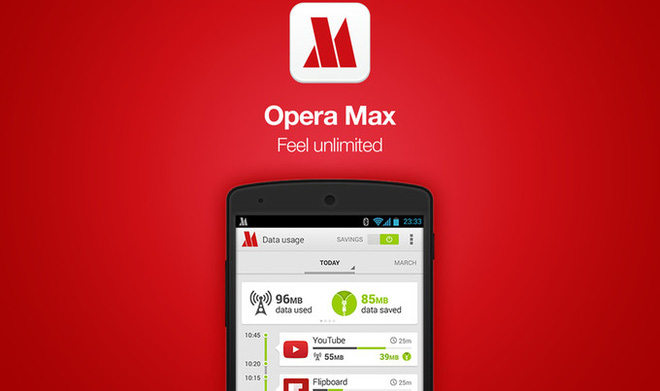 Opera Max
Feel unlimited
23:33
Data usage SAVINGS
TODAY MARCH
96MB 85MB
data used data saved
10:45
YouTube 25m
55MB 39MB
10:20
10:15
Flipboard 25m